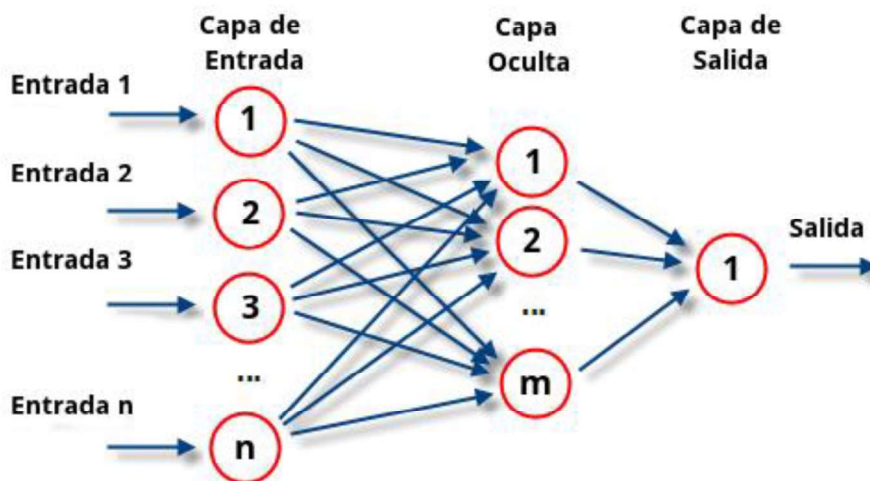 Capa de
Entrada
Capa
Oculta
Capa de
Salida
Entrada 1
1
Entrada 2
2
Entrada 3
3
...
Entrada n
n
1
2
...
m
1
Salida